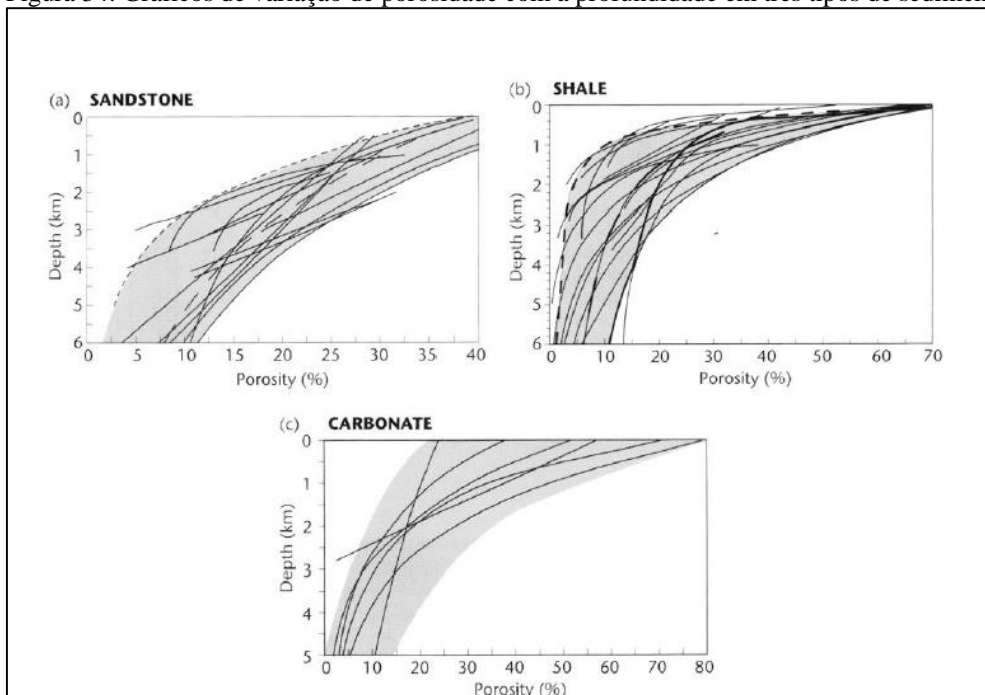 Figura 34: Gráficos de variação de porosidade com a profundidade em três tipos de
(a) SANDSTONE
0
1
2
3
4
5
6
Depth (km)
0 5 10 15 20 25 30 35 40
Porosity (%)
(b) SHALE
0
1
2
3
4
5
6
Depth (km)
0 10 20 30 40 50 60 70
Porosity (%)
(c) CARBONATE
0
1
2
3
4
5
Depth (km)
0 10 20 30 40 50 60 70 80
Porosity (%)